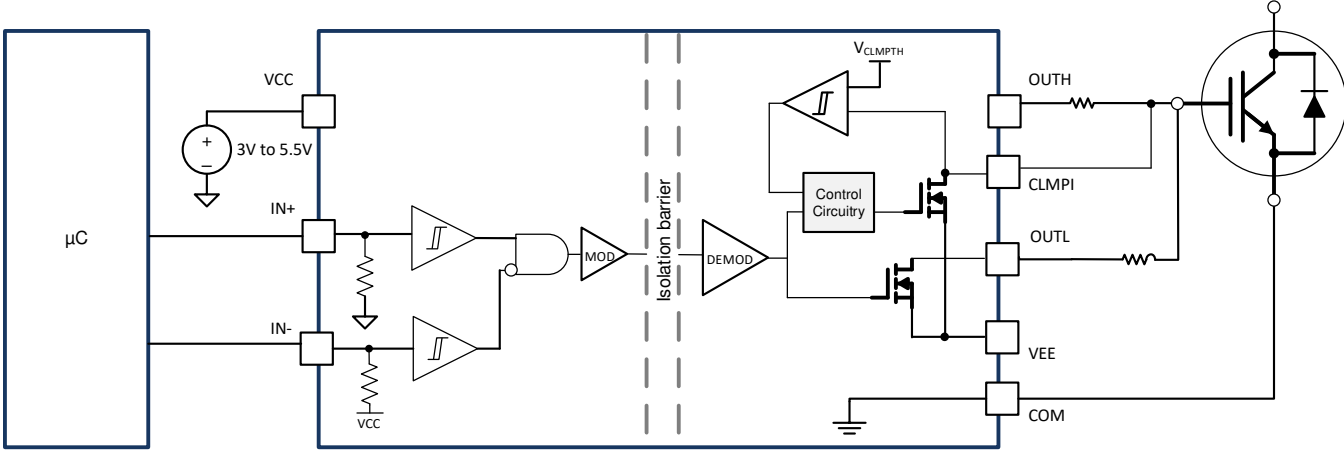 VCC
+
−
3V to 5.5V
IN+
IN-
µC
VCC
MOD
Isolation barrier
DEMOD
VCLMPTH
Control
Circuitry
OUTH
CLMPI
OUTL
VEE
COM